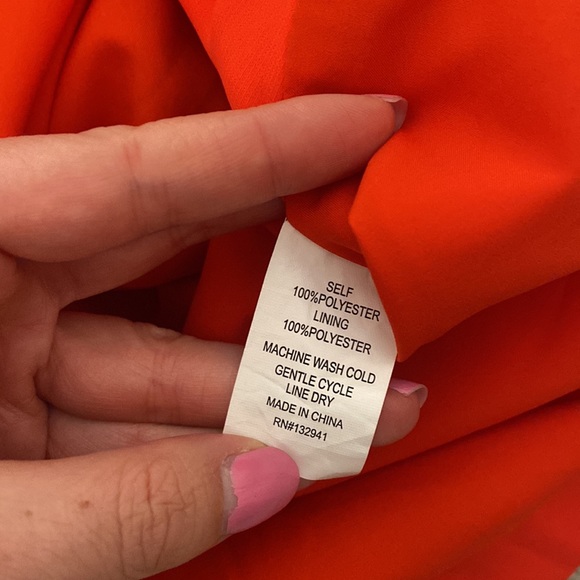 SELF
100%POLYESTER
LINING
100%POLYESTER
MACHINE WASH COLD
GENTLE CYCLE
LINE DRY
MADE IN CHINA
RN#132941